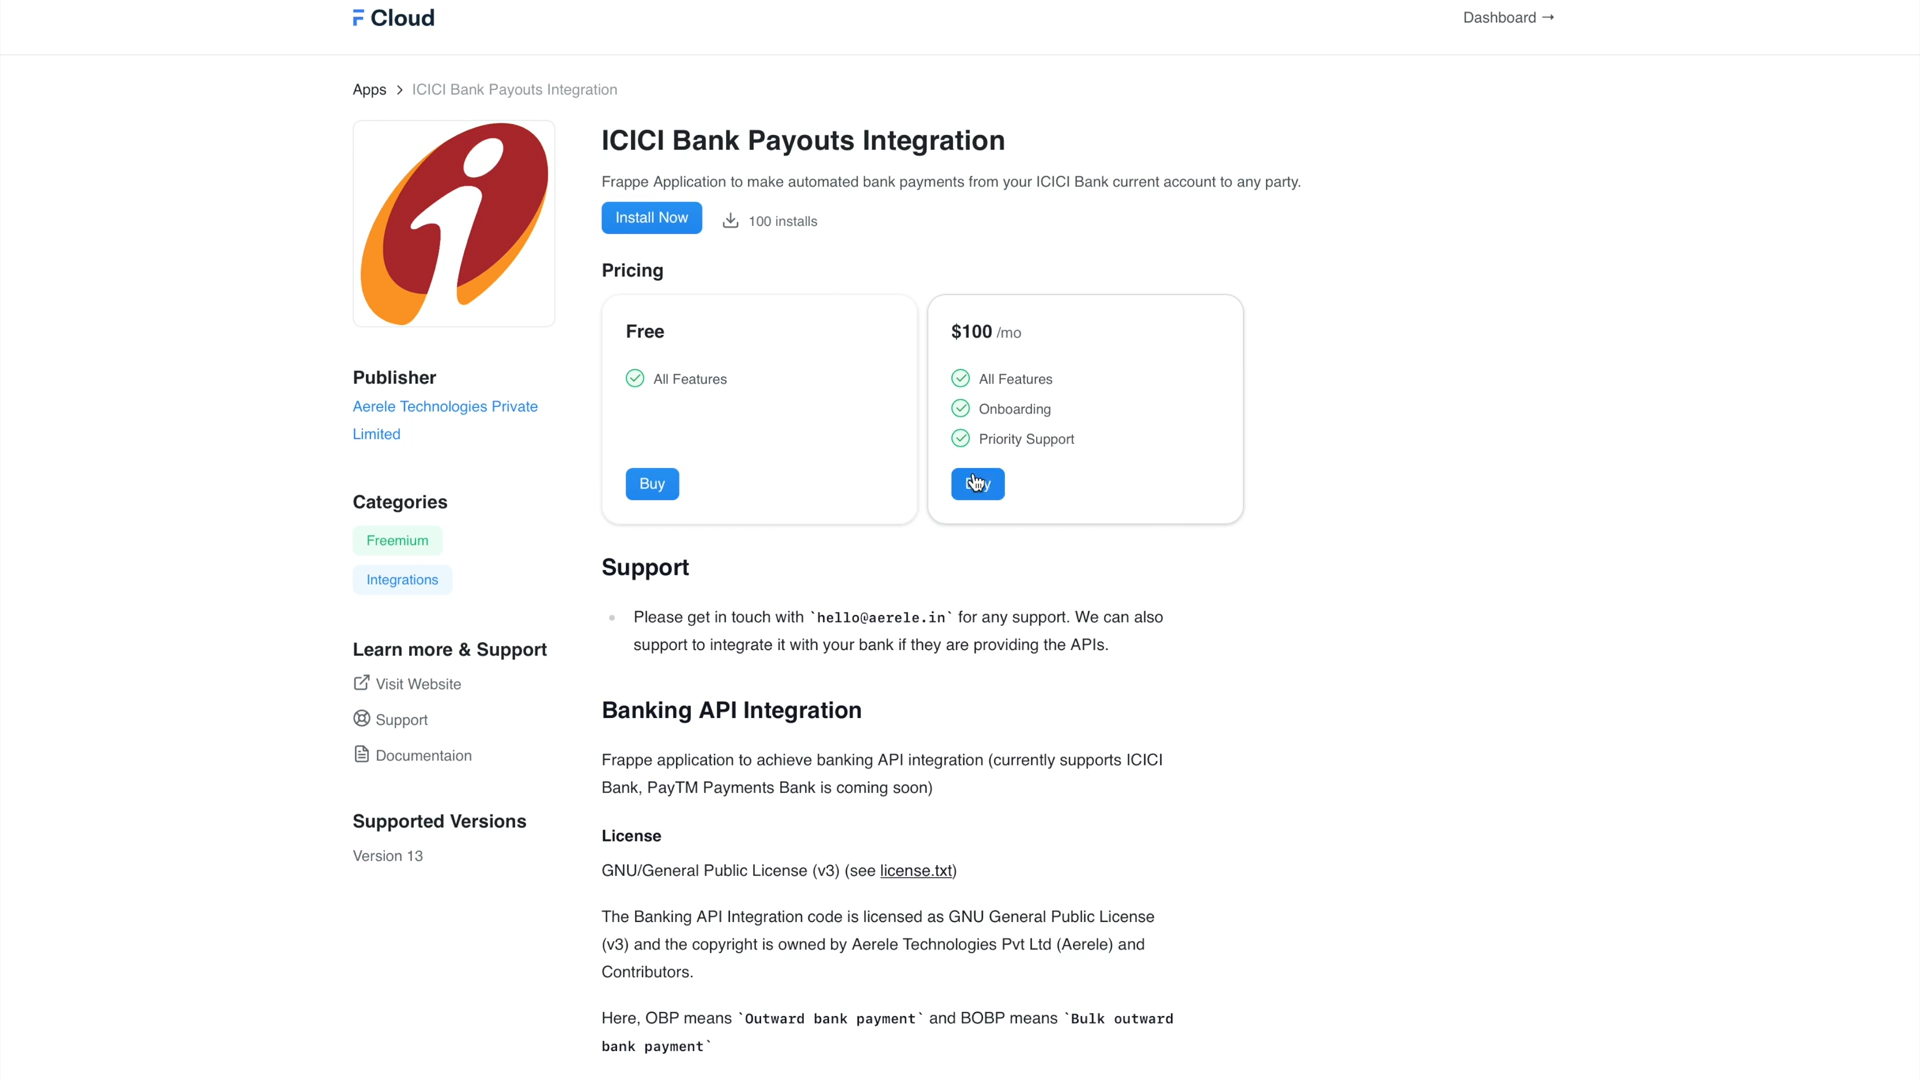 Cloud
Dashboard →
Apps > ICICI Bank Payouts Integration
ICICI Bank Payouts Integration
Frappe Application to make automated bank payments from your ICICI Bank current account to any party.
Install Now
100 installs
Pricing
Free
All Features
Buy
$100 /mo
All Features
Onboarding
Priority Support
Publisher
Aerele Technologies Private
Limited
Categories
Freemium
Integrations
Learn more & Support
Visit Website
Support
Documentaion
Supported Versions
Version 13
Support
Please get in touch with `hello@aerele.in` for any support. We can also
support to integrate it with your bank if they are providing the APIs.
Banking API Integration
Frappe application to achieve banking API integration (currently supports ICICI
Bank, PayTM Payments Bank is coming soon)
License
GNU/General Public License (v3) (see license.txt)
The Banking API Integration code is licensed as GNU General Public License
(v3) and the copyright is owned by Aerele Technologies Pvt Ltd (Aerele) and
Contributors.
Here, OBP means `Outward bank payment` and BOBP means `Bulk outward
bank payment`